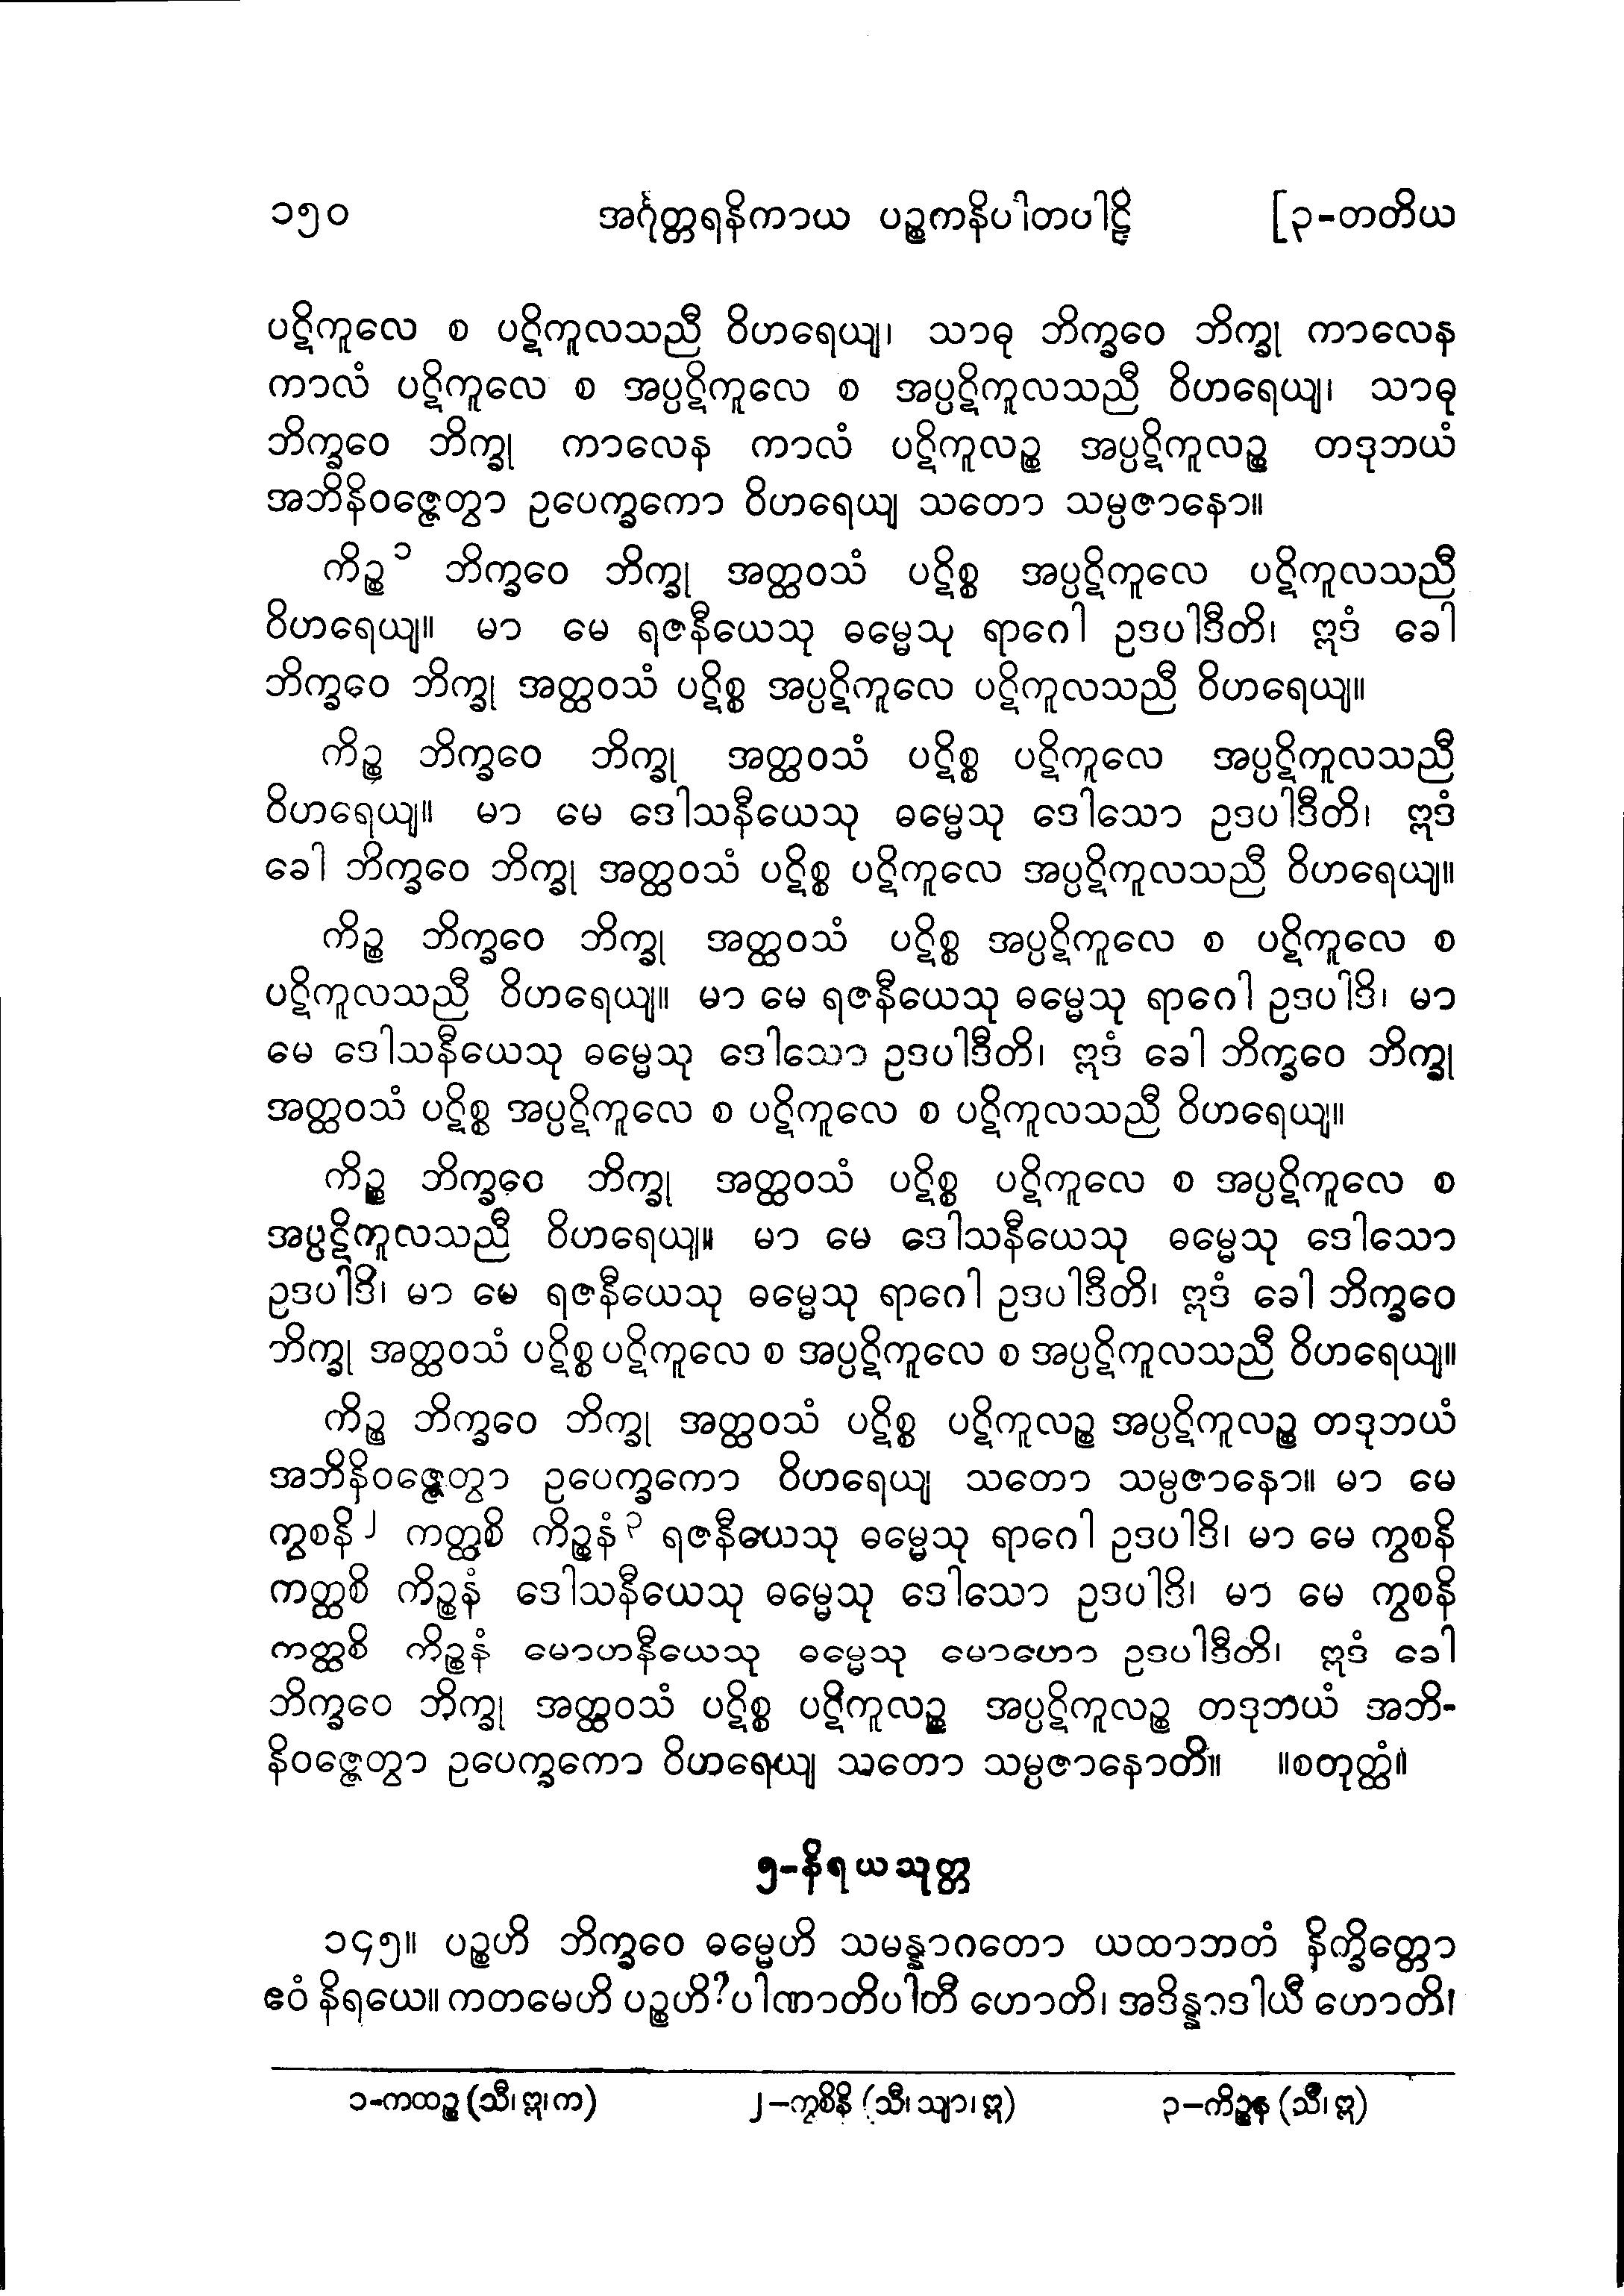 ၁၅၀ အင်္ဂုတ္တရနိကာယ ပဉ္စကနိပါတပါဠိ [၃-တတိယ
ပဋိကူလေ စ ပဋိကူလသညီ ဝိဟရေယျ၊ သာဓု ဘိက္ခဝေ ဘိက္ခု ကာလေန
ကာလံ ပဋိကူလေ စ အပ္ပဋိကူလေ စ အပ္ပဋိကူလသညီ ဝိဟရေယျ၊ သာဓု
ဘိက္ခဝေ ဘိက္ခု ကာလေန ကာလံ ပဋိကူလဉ္စ အပ္ပဋိကူလဉ္စ တဒုဘယံ
အဘိနိဝဇ္ဇေတွာ ဥပေက္ခကော ဝိဟရေယျ သတော သမ္ပဇာနော။
ကိဉ္စ၁ ဘိက္ခဝေ ဘိက္ခု အတ္ထဝသံ ပဋိစ္စ အပ္ပဋိကူလေ ပဋိကူလသညီ
ဝိဟရေယျ။ မာ မေ ရဇနီယေသု ဓမ္မေသု ရာဂေါ ဥဒပါဒီတိ၊ ဣဒံ ခေါ
ဘိက္ခဝေ ဘိက္ခု အတ္ထဝသံ ပဋိစ္စ အပ္ပဋိကူလေ ပဋိကူလသညီ ဝိဟရေယျ။
ကိဉ္စ ဘိက္ခဝေ ဘိက္ခု အတ္ထဝသံ ပဋိစ္စ ပဋိကူလေ အပ္ပဋိကူလသညီ
ဝိဟရေယျ။ မာ မေ ဒေါသနီယေသု ဓမ္မေသု ဒေါသော ဥဒပါဒီတိ၊ ဣဒံ
ခေါ ဘိက္ခဝေ ဘိက္ခု အတ္ထဝသံ ပဋိစ္စ ပဋိကူလေ အပ္ပဋိကူလသညီ ဝိဟရေယျ။
ကိဉ္စ ဘိက္ခဝေ ဘိက္ခု အတ္ထဝသံ ပဋိစ္စ အပ္ပဋိကူလေ စ ပဋိကူလေ စ
ပဋိကူလသညီ ဝိဟရေယျ။ မာ မေ ရဇနီယေသု ဓမ္မေသု ရာဂေါ ဥဒပါဒိ၊ မာ
မေ ဒေါသနီယေသု ဓမ္မေသု ဒေါသော ဥဒပါဒီတိ၊ ဣဒံ ခေါ ဘိက္ခဝေ ဘိက္ခု
အတ္ထဝသံ ပဋိစ္စ အပ္ပဋိကူလေ စ ပဋိကူလေ စ ပဋိကူလသညီ ဝိဟရေယျ။
ကိဉ္စ ဘိက္ခဝေ ဘိက္ခု အတ္ထဝသံ ပဋိစ္စ ပဋိကူလေ စ အပ္ပဋိကူလေ စ
အပ္ပဋိကူလသညီ ဝိဟရေယျ။ မာ မေ ဒေါသနီယေသု ဓမ္မေသု ဒေါသော
ဥဒပါဒိ၊ မာ မေ ရဇနီယေသု ဓမ္မေသု ရာဂေါ ဥဒပါဒီတိ၊ ဣဒံ ခေါ ဘိက္ခဝေ
ဘိက္ခု အတ္ထဝသံ ပဋိစ္စ ပဋိကူလေ စ အပ္ပဋိကူလေ စ အပ္ပဋိကူလသညီ ဝိဟရေယျ။
ကိဉ္စ ဘိက္ခဝေ ဘိက္ခု အတ္ထဝသံ ပဋိစ္စ ပဋိကူလဉ္စ အပ္ပဋိကူလဉ္စ တဒုဘယံ
အဘိနိဝဇ္ဇေတွာ ဥပေက္ခကော ဝိဟရေယျ သတော သမ္ပဇာနော။ မာ မေ
ကွစနိ၂ ကတ္ထစိ ကိဉ္စနံ၃ ရဇနီယေသု ဓမ္မေသု ရာဂေါ ဥဒပါဒိ၊ မာ မေ ကွစနိ
ကတ္ထစိ ကိဉ္စနံ ဒေါသနီယေသု ဓမ္မေသု ဒေါသော ဥဒပါဒိ၊ မာ မေ ကွစနိ
ကတ္ထစိ ကိဉ္စနံ မောဟနီယေသု ဓမ္မေသု မောဟော ဥဒပါဒီတိ၊ ဣဒံ ခေါ
ဘိက္ခဝေ ဘိက္ခု အတ္ထဝသံ ပဋိစ္စ ပဋိကူလဉ္စ အပ္ပဋိကူလဉ္စ တဒုဘယံ အဘိ-
နိဝဇ္ဇေတွာ ဥပေက္ခကော ဝိဟရေယျ သတော သမ္ပဇာနောတိ။ ။စတုတ္ထံ။
၅-နိရယသုတ္တ
၁၄၅။ ပဉ္စဟိ ဘိက္ခဝေ ဓမ္မေဟိ သမန္နာဂတော ယထာဘတံ နိက္ခိတ္တော
ဧဝံ နိရယေ။ ကတမေဟိ ပဉ္စဟိ? ပါဏာတိပါတီ ဟောတိ၊ အဒိန္နာဒါယီ ဟောတိ၊
၁-ကထဉ္စ (သီ၊ ဣ၊ က) ၂-ကွစိနိ (သီ၊ သျာ၊ ဣ) ၃-ကိဉ္စန (သီ၊ ဣ)